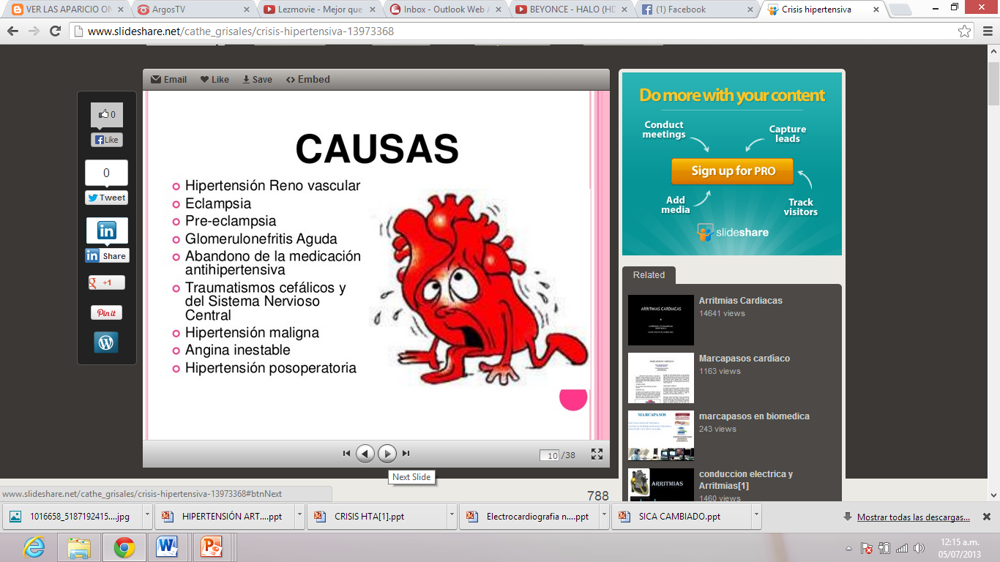 VER LAS APARICIO ON
ArgosTV
Lezmovie - Mejor que
Inbox - Outlook Web A
BEYONCE - HALO (HD
(1) Facebook
Crisis hipertensiva
www.slideshare.net/cathe_grisales/crisis-hipertensiva-13973368
Email Like Save Embed
0
Like
0
Tweet
in
in Share
g +1
Pin it
CAUSAS
Hipertensión Reno vascular
Eclampsia
Pre-eclampsia
Glomerulonefritis Aguda
Abandono de la medicación
antihipertensiva
Traumatismos cefálicos y
del Sistema Nervioso
Central
Hipertensión maligna
Angina inestable
Hipertensión posoperatoria
10 /38
Next Slide
788
Do more with your content
Conduct
meetings
Capture
leads
Sign up for PRO
Add
media
Track
visitors
slideshare
Related
ARRITMIAS CARDIACAS
Arritmias Cardiacas
14641 views
Marcapasos cardíaco
1163 views
MARCAPASOS
marcapasos en biomedica
243 views
ARRITMIAS
conduccion electrica y
Arritmias[1]
1460 views
www.slideshare.net/cathe_grisales/crisis-hipertensiva-13973368#btnNext
1016658_5187192415....jpg
HIPERTENSIÓN ART....ppt
CRISIS HTA[1].ppt
Electrocardiografia n....ppt
SICA CAMBIADO.ppt
Mostrar todas las descargas...
12:15 a.m.
05/07/2013